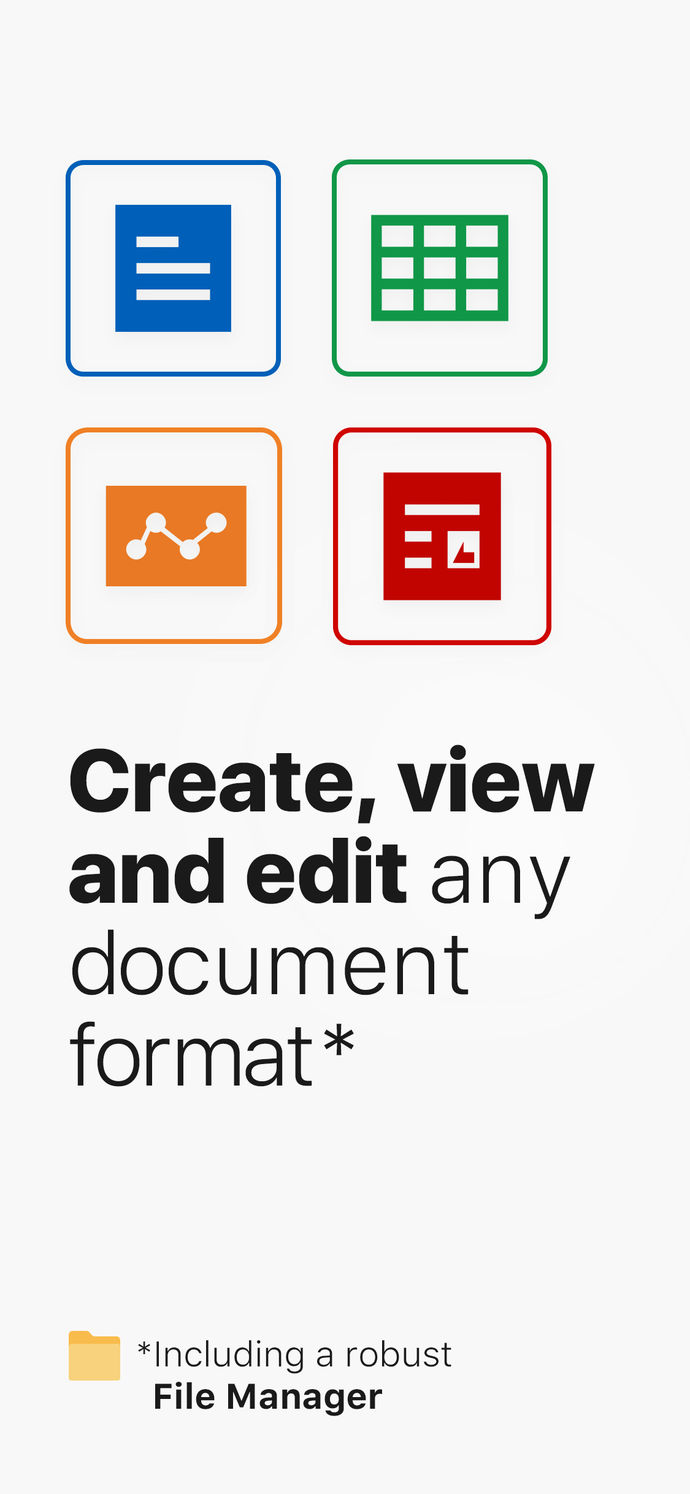 Create, view
and edit any
document
format*
*Including a robust
File Manager